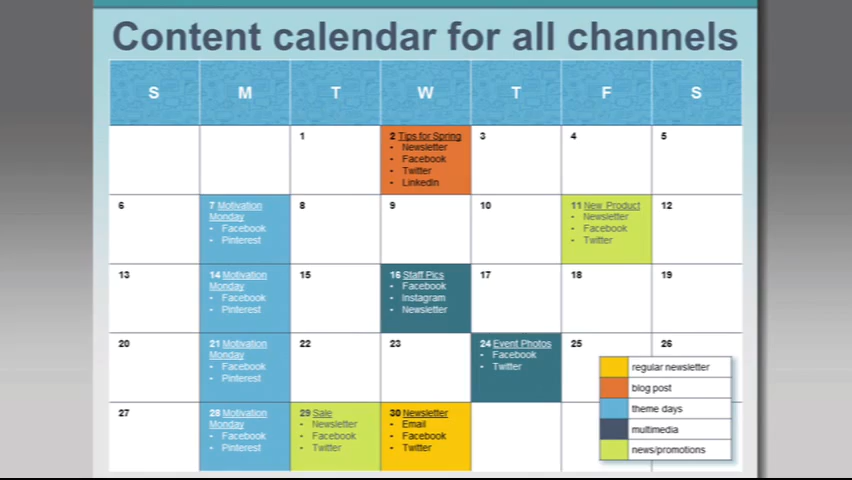 Content calendar for all channels
S M T W T F S
1
2 Tips for Spring
- Newsletter
- Facebook
- Twitter
- LinkedIn
3
4
5
6
7 Motivation
Monday
- Facebook
- Pinterest
8
9
10
11 New Product
- Newsletter
- Facebook
- Twitter
12
13
14 Motivation
Monday
- Facebook
- Pinterest
15
16 Staff Pics
- Facebook
- Instagram
- Newsletter
17
18
19
20
21 Motivation
Monday
- Facebook
- Pinterest
22
23
24 Event Photos
- Facebook
- Twitter
25
26
27
28 Motivation
Monday
- Facebook
- Pinterest
29 Sale
- Newsletter
- Facebook
- Twitter
30 Newsletter
- Email
- Facebook
- Twitter
regular newsletter
blog post
theme days
multimedia
news/promotions